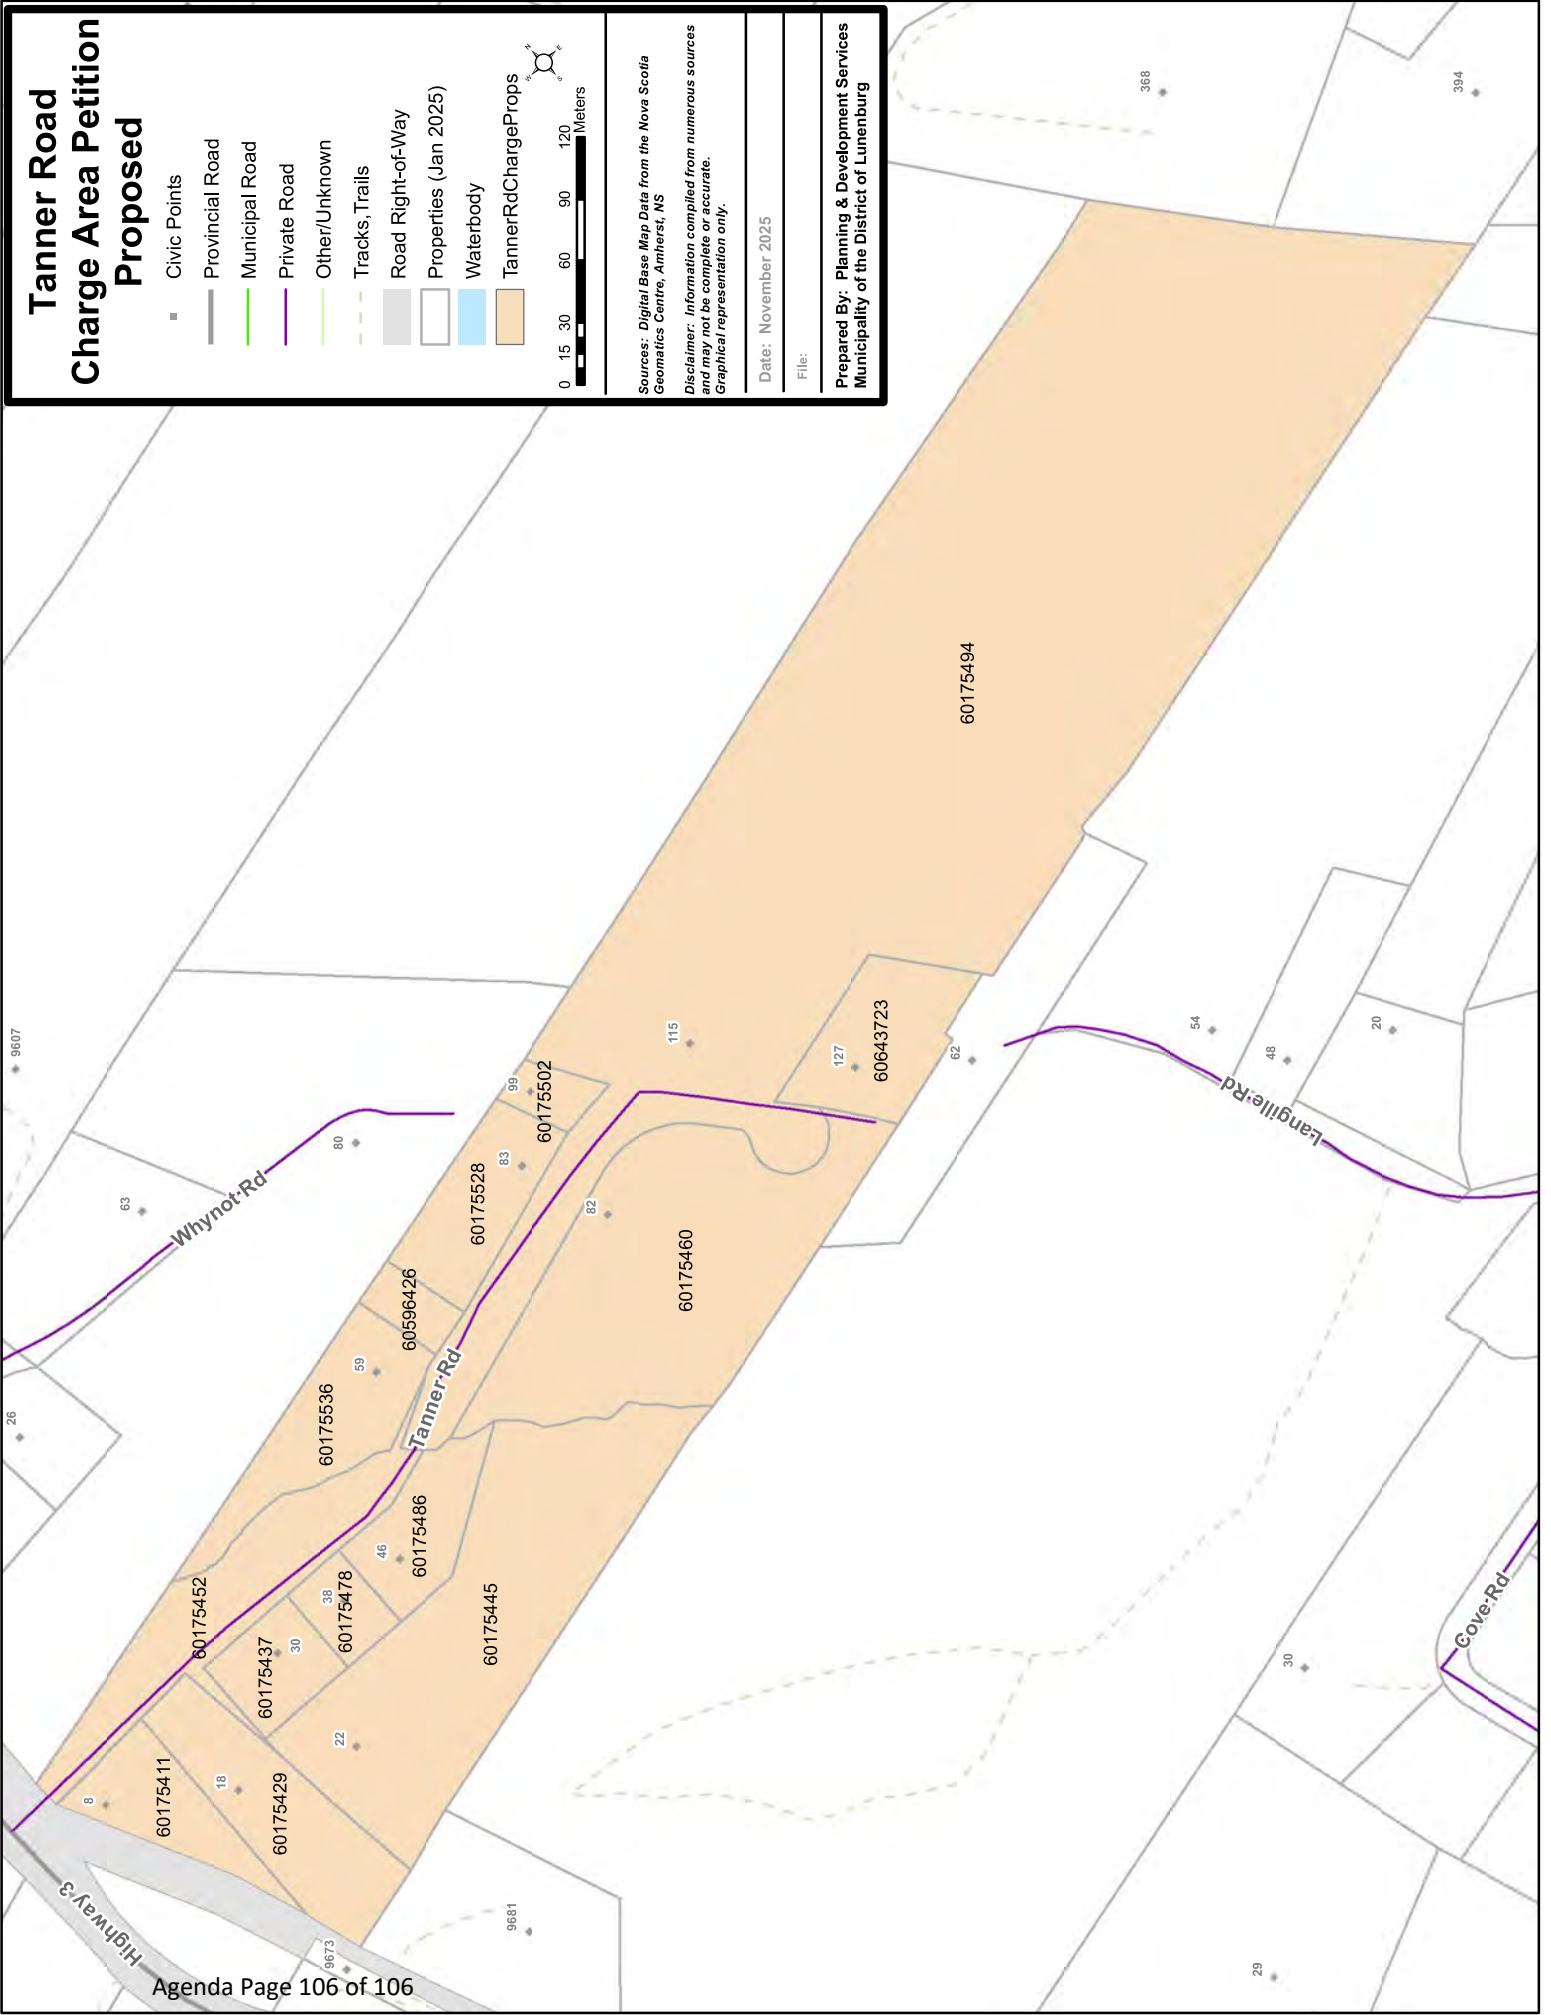 Tanner Road
Charge Area Petition
Proposed
Civic Points
Provincial Road
Municipal Road
Private Road
Other/Unknown
Tracks,Trails
Road Right-of-Way
Properties (Jan 2025)
Waterbody
TannerRdChargeProps
N
E
S
W
0 15 30 60 90 120
Meters
Sources: Digital Base Map Data from the Nova Scotia
Geomatics Centre, Amherst, NS
Disclaimer: Information compiled from numerous sources
and may not be complete or accurate.
Graphical representation only.
Date: November 2025
File:
Prepared By: Planning & Development Services
Municipality of the District of Lunenburg
368
394
9607
60175494
115
127
60643723
62
54
48
20
Langille Rd
99
60175502
83
60175528
80
63
Whynot Rd
82
60175460
60596426
59
60175536
26
Tanner Rd
60175486
46
38
60175478
60175452
60175437
30
60175445
22
60175411
18
60175429
8
Highway 3
9673
9681
30
Cove Rd
29
Agenda Page 106 of 106